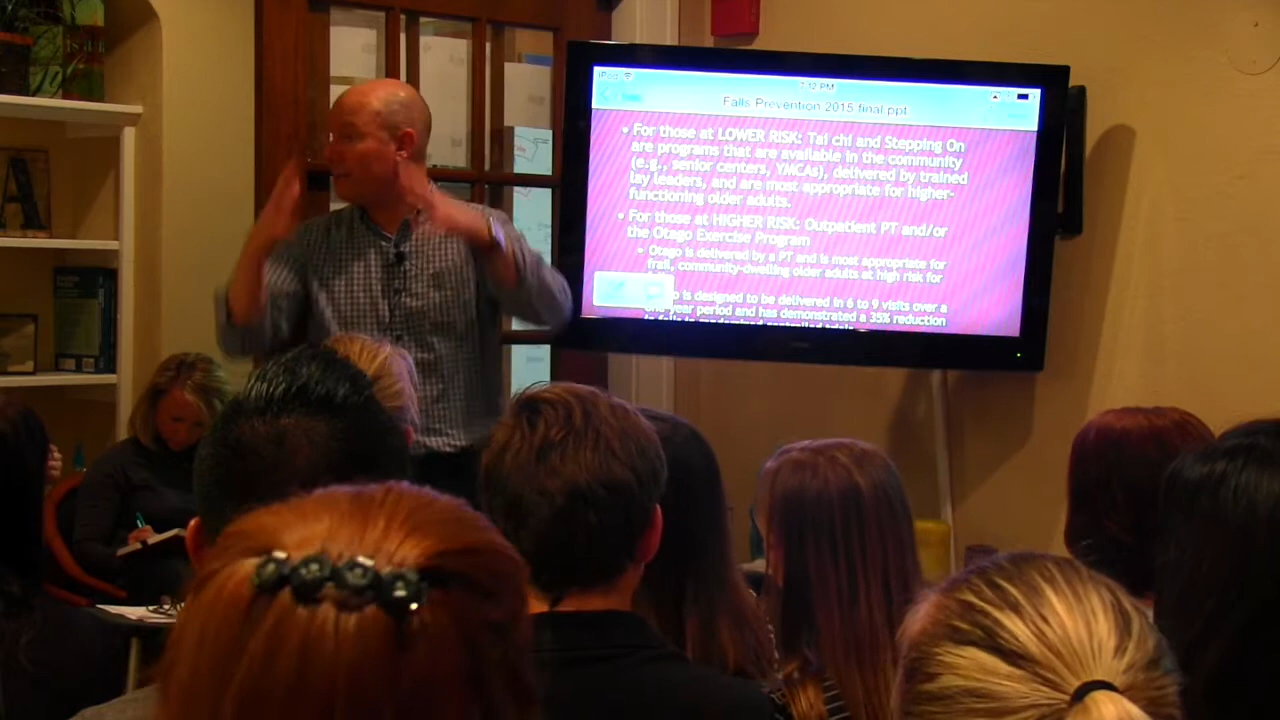 iPod
7:12 PM
Falls Prevention 2015 final.ppt
• For those at LOWER RISK: Tai chi and Stepping On
are programs that are available in the community
(e.g., senior centers, YMCAs), delivered by trained
lay leaders, and are most appropriate for higher-
functioning older adults.
• For those at HIGHER RISK: Outpatient PT and/or
the Otago Exercise Program
• Otago is delivered by a PT and is most appropriate for
frail, community-dwelling older adults at high risk for
is designed to be delivered in 6 to 9 visits over a
one-year period and has demonstrated a 35% reduction
A